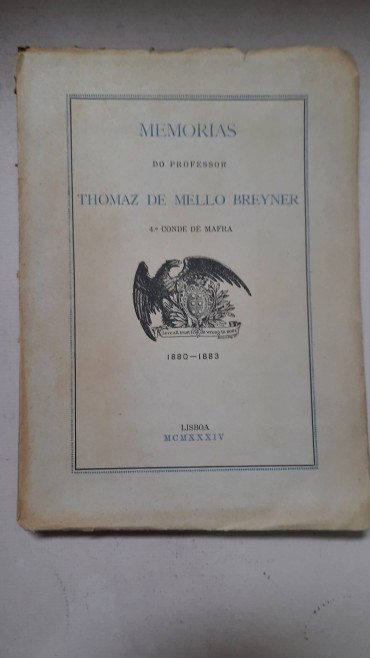 MEMORIAS
DO PROFESSOR
THOMAZ DE MELLO BREYNER
4.º CONDE DE MAFRA
1880—1883
LISBOA
MCMXXXIV